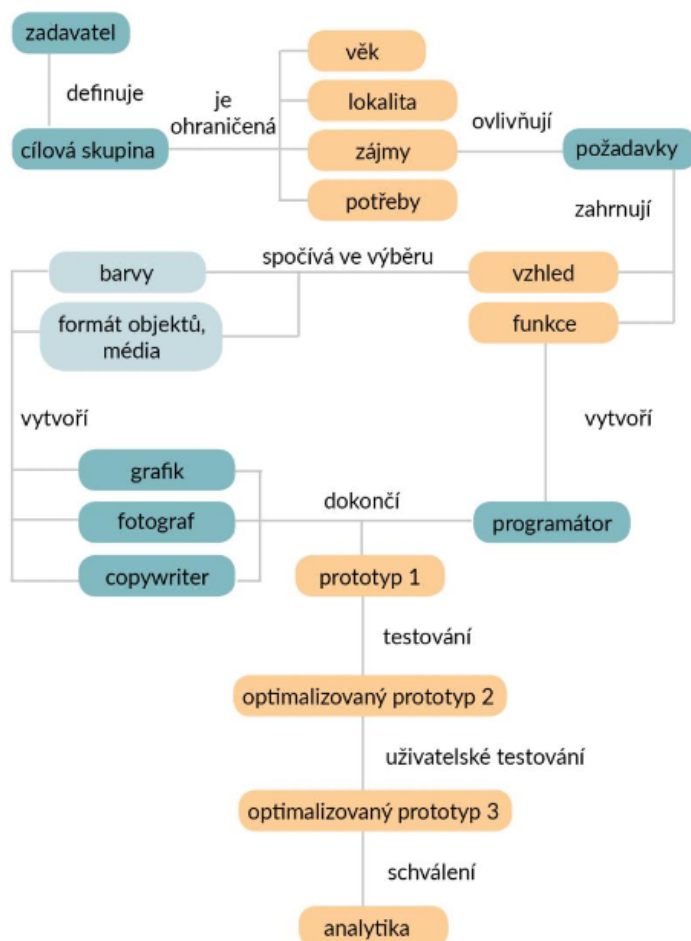 zadavatel
definuje
cílová skupina
je
ohraničená
věk
lokalita
zájmy
potřeby
ovlivňují
požadavky
zahrnují
vzhled
funkce
spočívá ve výběru
barvy
formát objektů,
média
vytvoří
vytvoří
grafik
fotograf
copywriter
dokončí
programátor
prototyp 1
testování
optimalizovaný prototyp 2
uživatelské testování
optimalizovaný prototyp 3
schválení
analytika